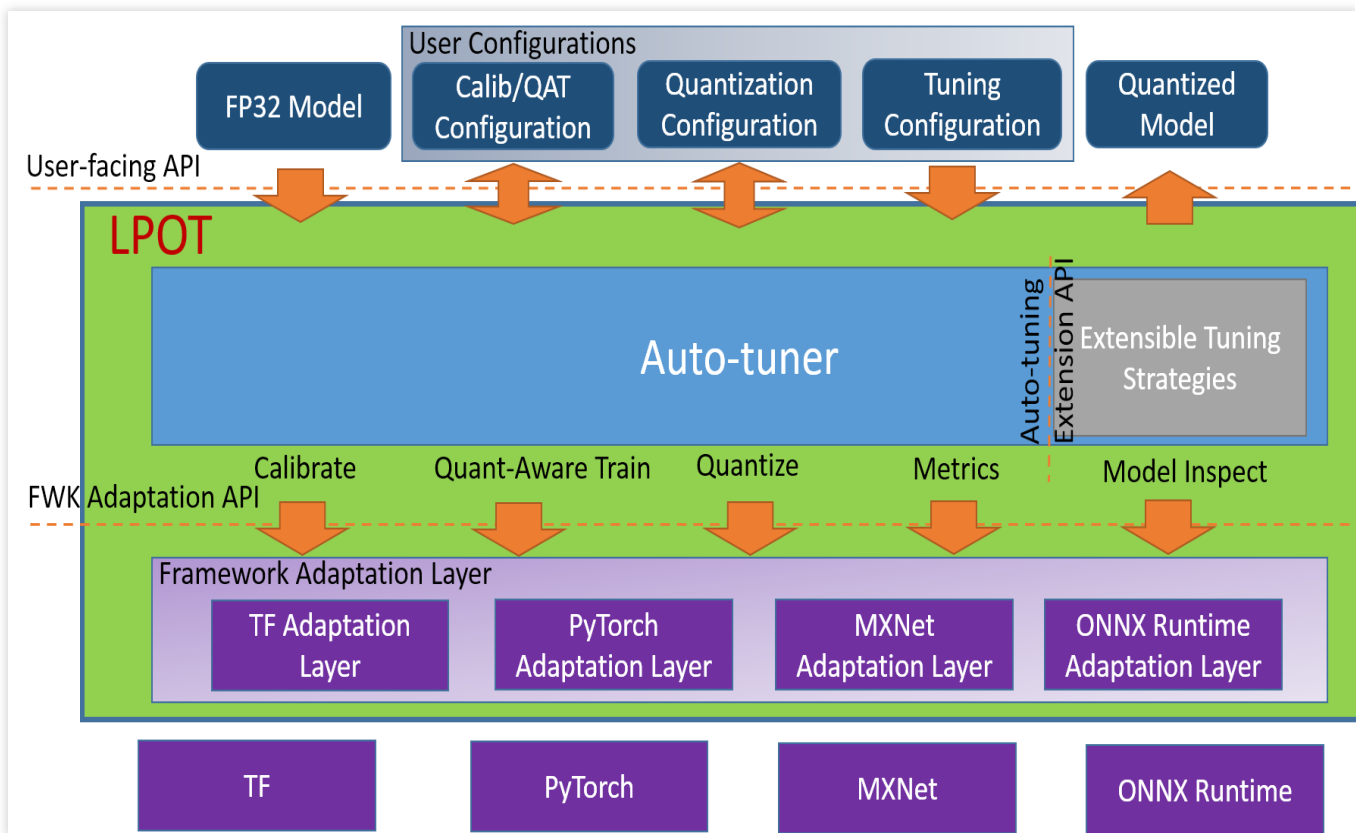 User Configurations
FP32 Model
Calib/QAT
Configuration
Quantization
Configuration
Tuning
Configuration
Quantized
Model
User-facing API
LPOT
Auto-tuner
Auto-tuning
Extension API
Extensible Tuning
Strategies
Calibrate
Quant-Aware Train
Quantize
Metrics
Model Inspect
FWK Adaptation API
Framework Adaptation Layer
TF Adaptation
Layer
PyTorch
Adaptation Layer
MXNet
Adaptation Layer
ONNX Runtime
Adaptation Layer
TF
PyTorch
MXNet
ONNX Runtime